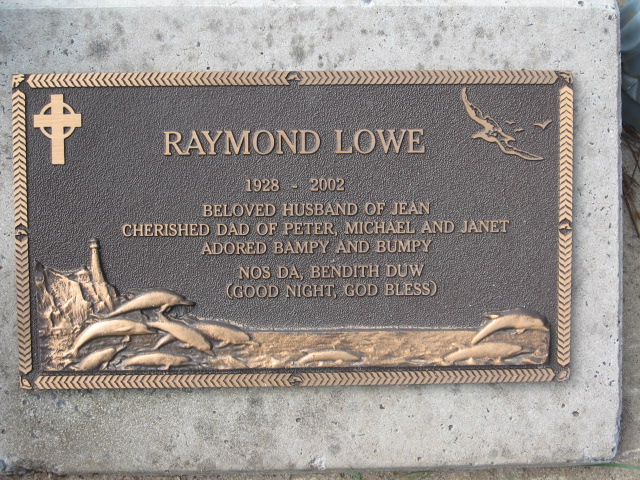 RAYMOND LOWE
1928 - 2002
BELOVED HUSBAND OF JEAN
CHERISHED DAD OF PETER, MICHAEL AND JANET
ADORED BAMPY AND BUMPY
NOS DA, BENDITH DUW
(GOOD NIGHT, GOD BLESS)